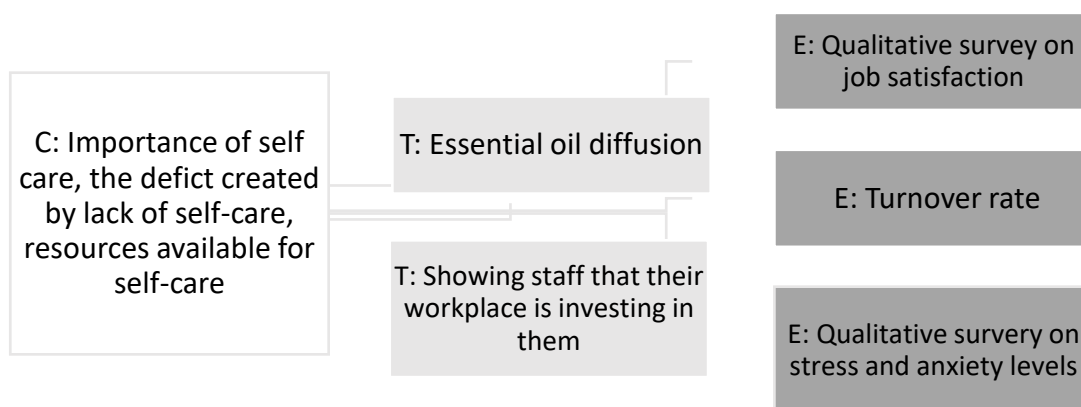 C: Importance of self
care, the defict created
by lack of self-care,
resources available for
self-care
T: Essential oil diffusion
T: Showing staff that their
workplace is investing in
them
E: Qualitative survey on
job satisfaction
E: Turnover rate
E: Qualitative survery on
stress and anxiety levels